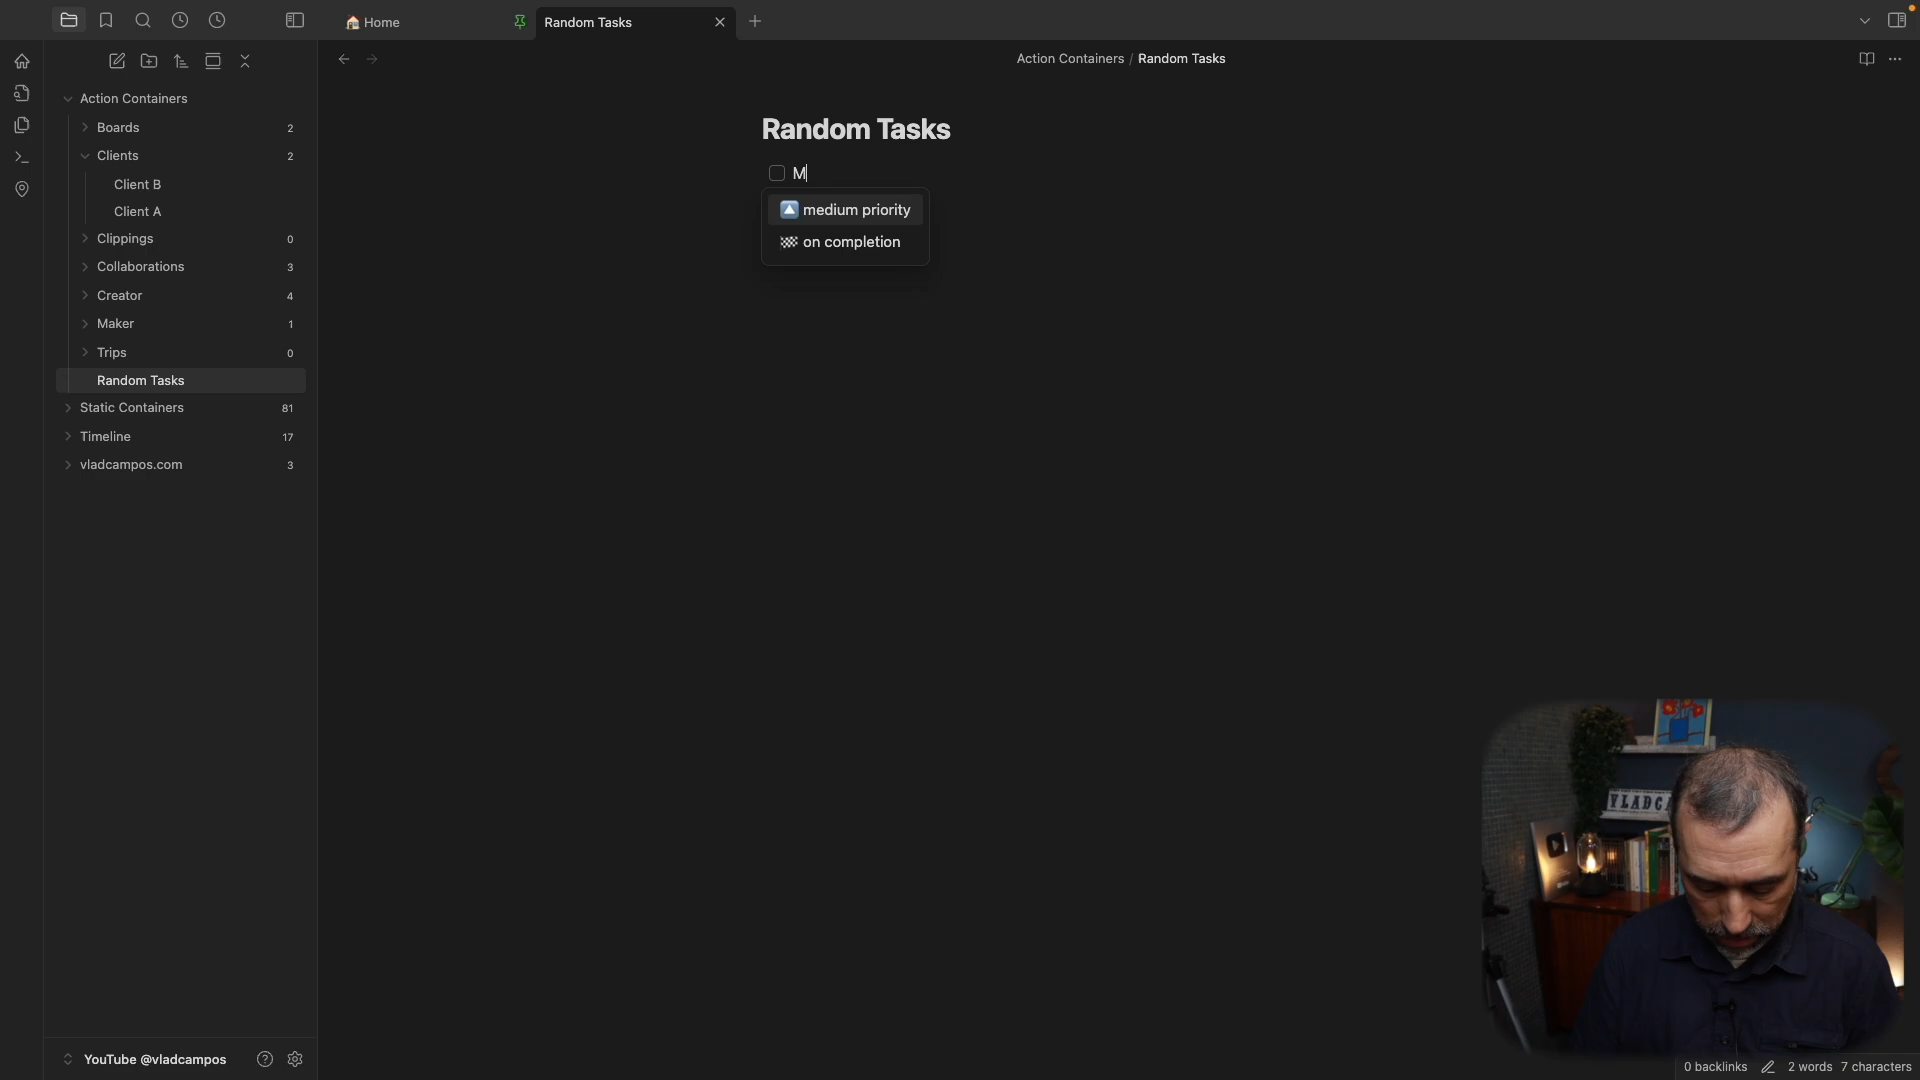 Home
Random Tasks
Action Containers / Random Tasks
Action Containers
Boards 2
Clients 2
Client B
Client A
Clippings 0
Collaborations 3
Creator 4
Maker 1
Trips 0
Random Tasks
Static Containers 81
Timeline 17
vladcampos.com 3
Random Tasks
M
medium priority
on completion
VLADCA
YouTube @vladcampos
0 backlinks
2 words
7 characters